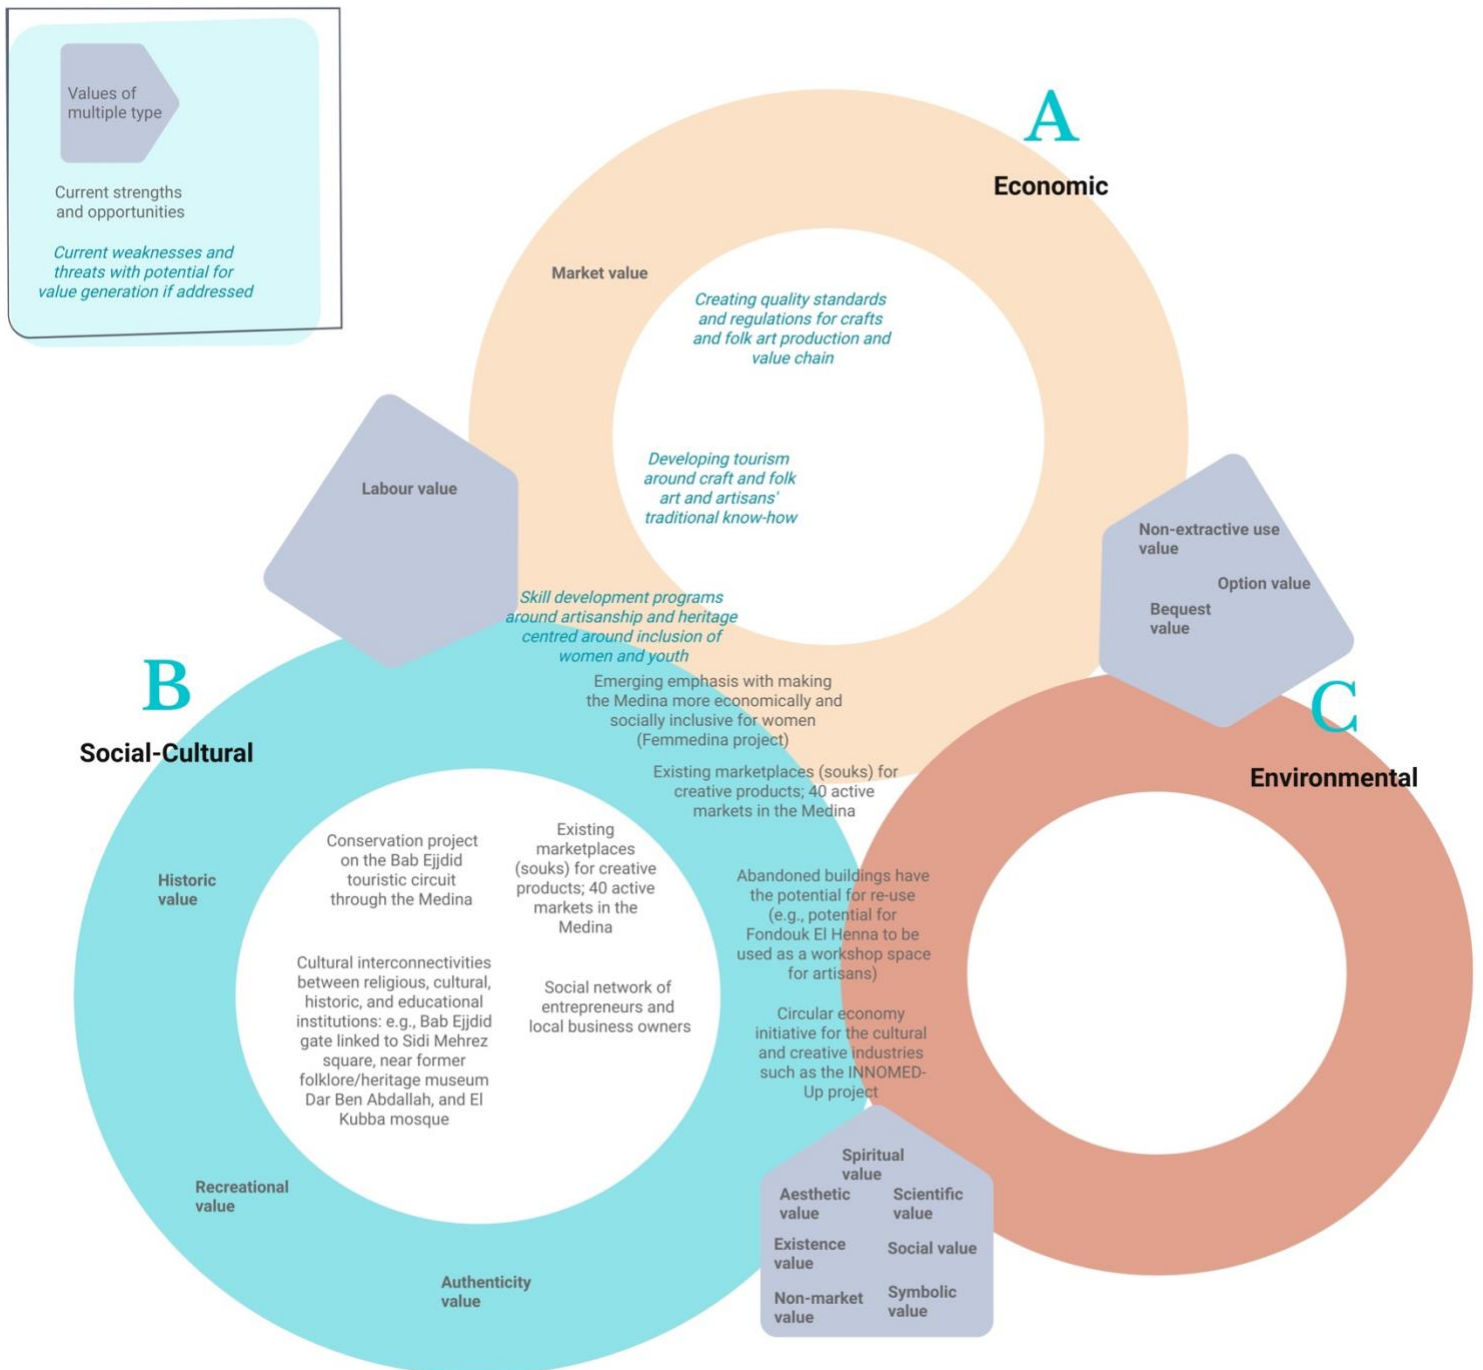 Values of
multiple type
Current strengths
and opportunities
Current weaknesses and
threats with potential for
value generation if addressed
A
Economic
Market value
Creating quality standards
and regulations for crafts
and folk art production and
value chain
Developing tourism
around craft and folk
art and artisans'
traditional know-how
Labour value
Non-extractive use
value
Option value
Bequest
value
Skill development programs
around artisanship and heritage
centred around inclusion of
women and youth
Emerging emphasis with making
the Medina more economically and
socially inclusive for women
(Femmedina project)
Existing marketplaces (souks) for
creative products; 40 active
markets in the Medina
B
Social-Cultural
C
Environmental
Historic
value
Conservation project
on the Bab Ejjdid
touristic circuit
through the Medina
Existing
marketplaces
(souks) for creative
products; 40 active
markets in the
Medina
Cultural interconnectivities
between religious, cultural,
historic, and educational
institutions: e.g., Bab Ejjdid
gate linked to Sidi Mehrez
square, near former
folklore/heritage museum
Dar Ben Abdallah, and El
Kubba mosque
Social network of
entrepreneurs and
local business owners
Abandoned buildings have
the potential for re-use
(e.g., potential for
Fondouk El Henna to be
used as a workshop space
for artisans)
Circular economy
initiative for the cultural
and creative industries
such as the INNOMED-
Up project
Recreational
value
Authenticity
value
Spiritual
value
Aesthetic
value
Scientific
value
Existence
value
Social value
Non-market
value
Symbolic
value